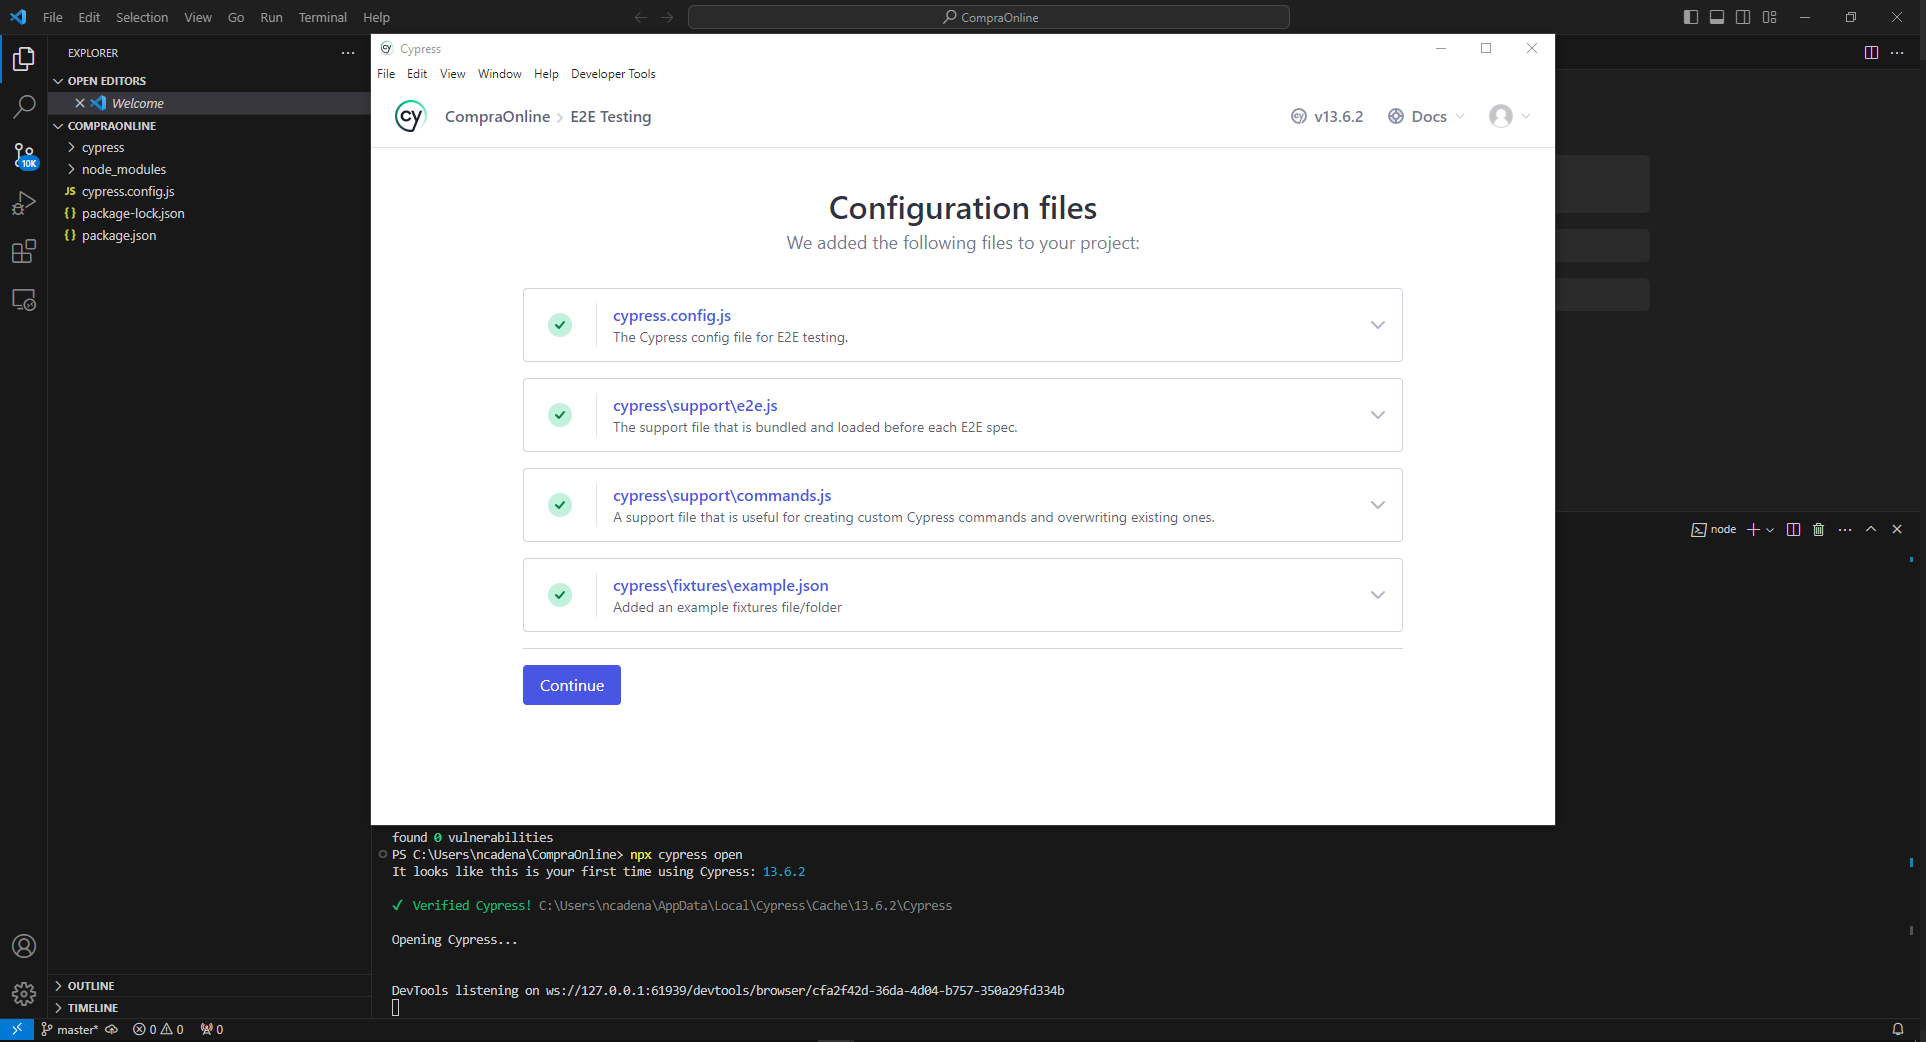 File Edit Selection View Go Run Terminal Help
CompraOnline
EXPLORER
OPEN EDITORS
Welcome
COMPRAONLINE
cypress
node_modules
JS cypress.config.js
{} package-lock.json
{} package.json
10K
OUTLINE
TIMELINE
cy Cypress
File Edit View Window Help Developer Tools
cy CompraOnline > E2E Testing
cy v13.6.2 Docs
Configuration files
We added the following files to your project:
cypress.config.js
The Cypress config file for E2E testing.
cypress\support\e2e.js
The support file that is bundled and loaded before each E2E spec.
cypress\support\commands.js
A support file that is useful for creating custom Cypress commands and overwriting existing ones.
cypress\fixtures\example.json
Added an example fixtures file/folder
Continue
node
found 0 vulnerabilities
PS C:\Users\ncadena\CompraOnline> npx cypress open
It looks like this is your first time using Cypress: 13.6.2
✓ Verified Cypress! C:\Users\ncadena\AppData\Local\Cypress\Cache\13.6.2\Cypress
Opening Cypress...
DevTools listening on ws://127.0.0.1:61939/devtools/browser/cfa2f42d-36da-4d04-b757-350a29fd334b
master* 0 0 0